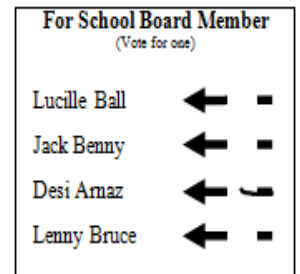 For School Board Member
(Vote for one)
Lucille Ball
Jack Benny
Desi Arnaz
Lenny Bruce